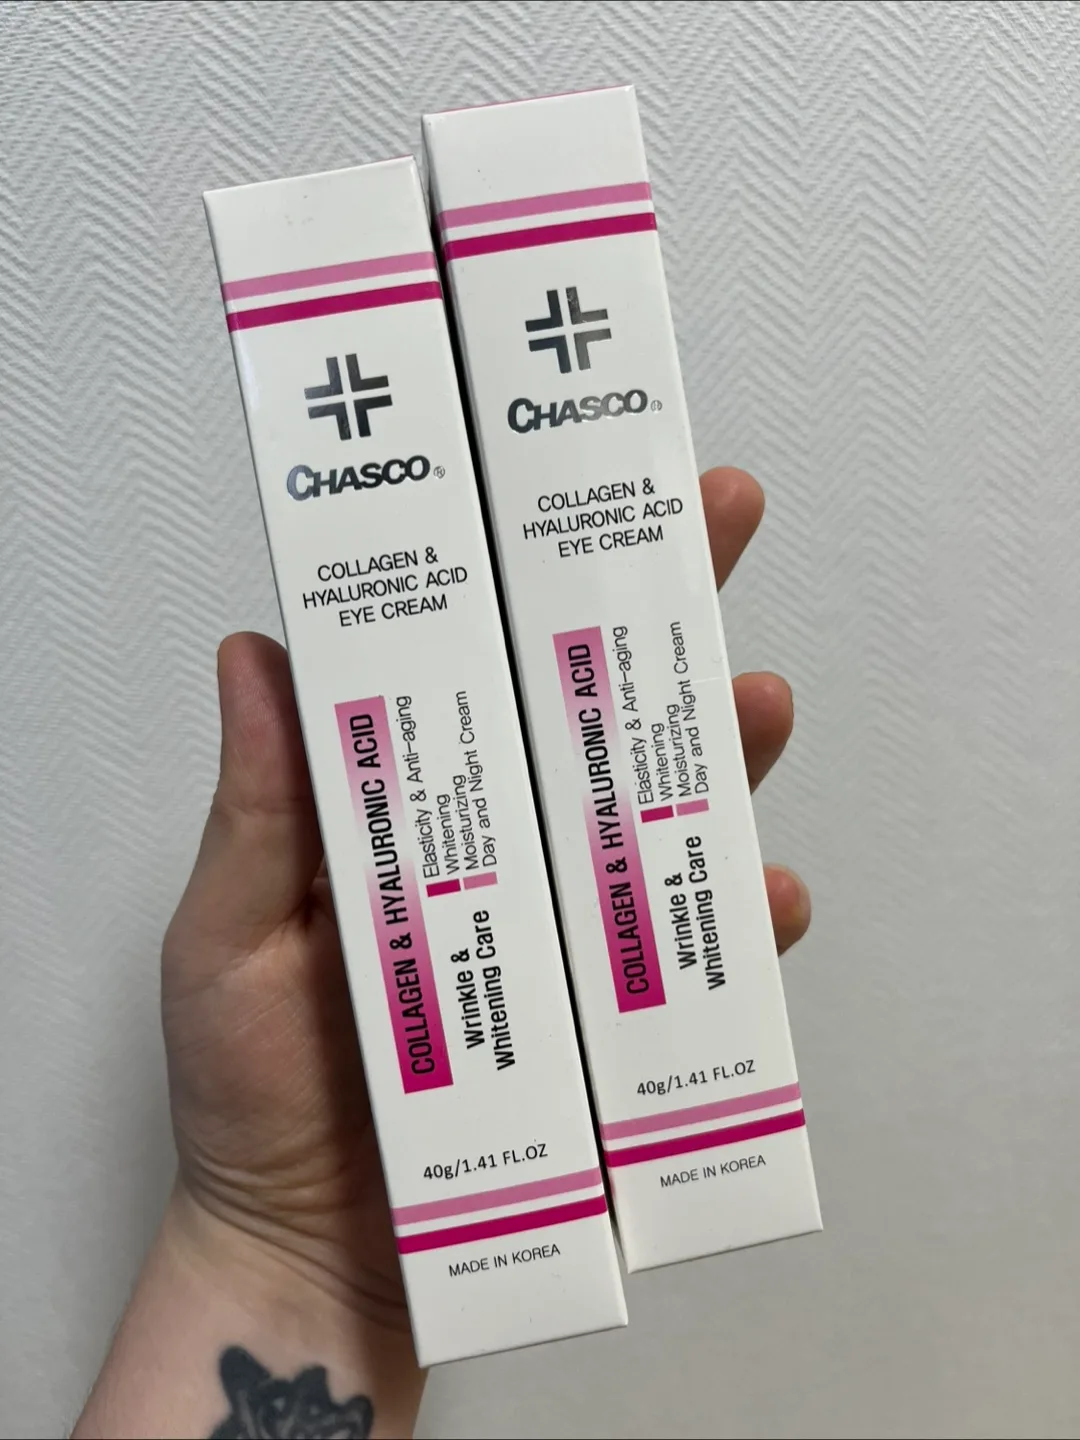 CHASCO®
COLLAGEN &
HYALURONIC ACID
EYE CREAM
COLLAGEN & HYALURONIC ACID
Elasticity & Anti-aging
Whitening
Moisturizing
Day and Night Cream
Wrinkle &
Whitening Care
40g/1.41 FL.OZ
MADE IN KOREA
CHASCO®
COLLAGEN &
HYALURONIC ACID
EYE CREAM
COLLAGEN & HYALURONIC ACID
Elasticity & Anti-aging
Whitening
Moisturizing
Day and Night Cream
Wrinkle &
Whitening Care
40g/1.41 FL.OZ
MADE IN KOREA